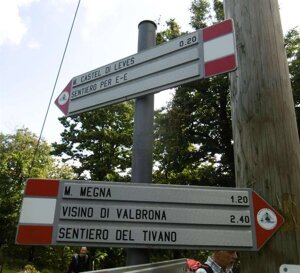 M. CASTEL DI LEVES 0.20
SENTIERO PER E-E
M. MEGNA 1.20
VISINO DI VALBRONA 2.40
SENTIERO DEL TIVANO